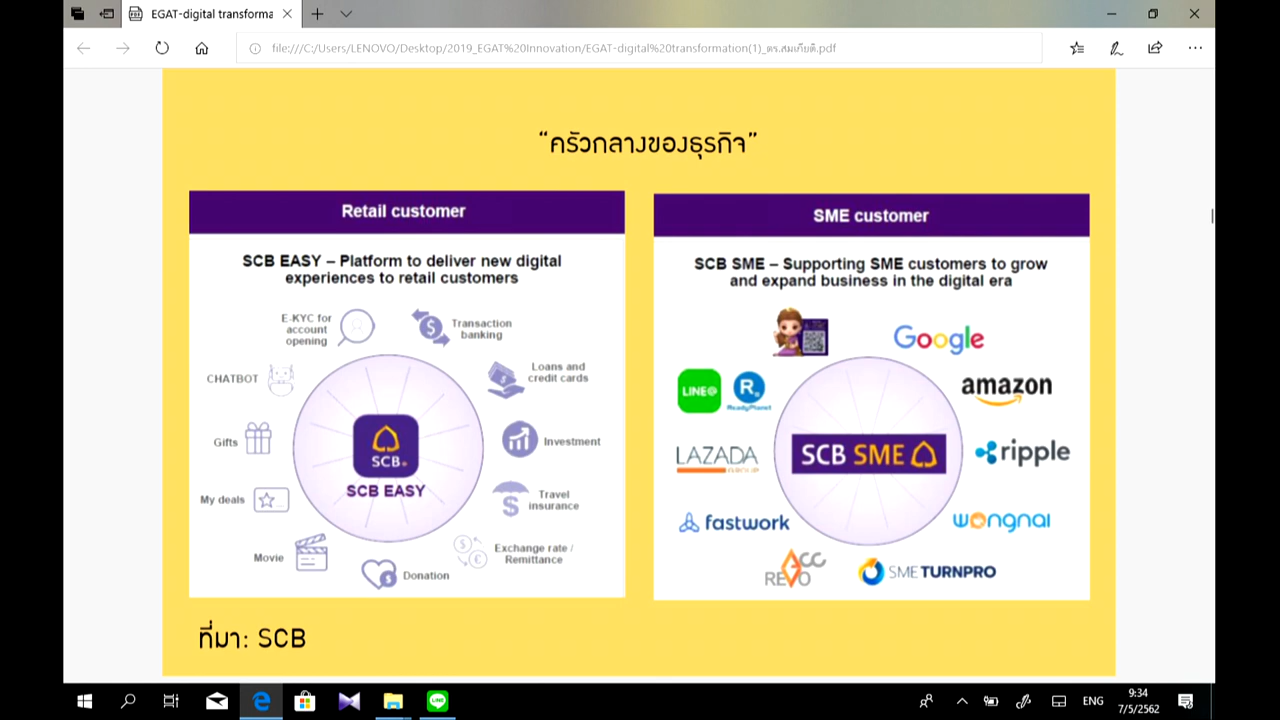 EGAT-digital transforma
file:///C:/Users/LENOVO/Desktop/2019_EGAT%20Innovation/EGAT-digital%20transformation(1)_ดร.สมเกียติ.pdf
“ครัวกลางของธุรกิจ”
Retail customer
SCB EASY – Platform to deliver new digital
experiences to retail customers
E-KYC for
account
opening
Transaction
banking
CHATBOT
Loans and
credit cards
Gifts
Investment
SCB+
SCB EASY
My deals
Travel
insurance
Movie
Exchange rate /
Remittance
Donation
SME customer
SCB SME – Supporting SME customers to grow
and expand business in the digital era
Google
LINE@
R
ReadyPlanet
amazon
LAZADA
GROUP
SCB SME
ripple
fastwork
wongnai
REVO
ACC
SME TURNPRO
ที่มา: SCB
LINE
ENG
9:34
7/5/2562